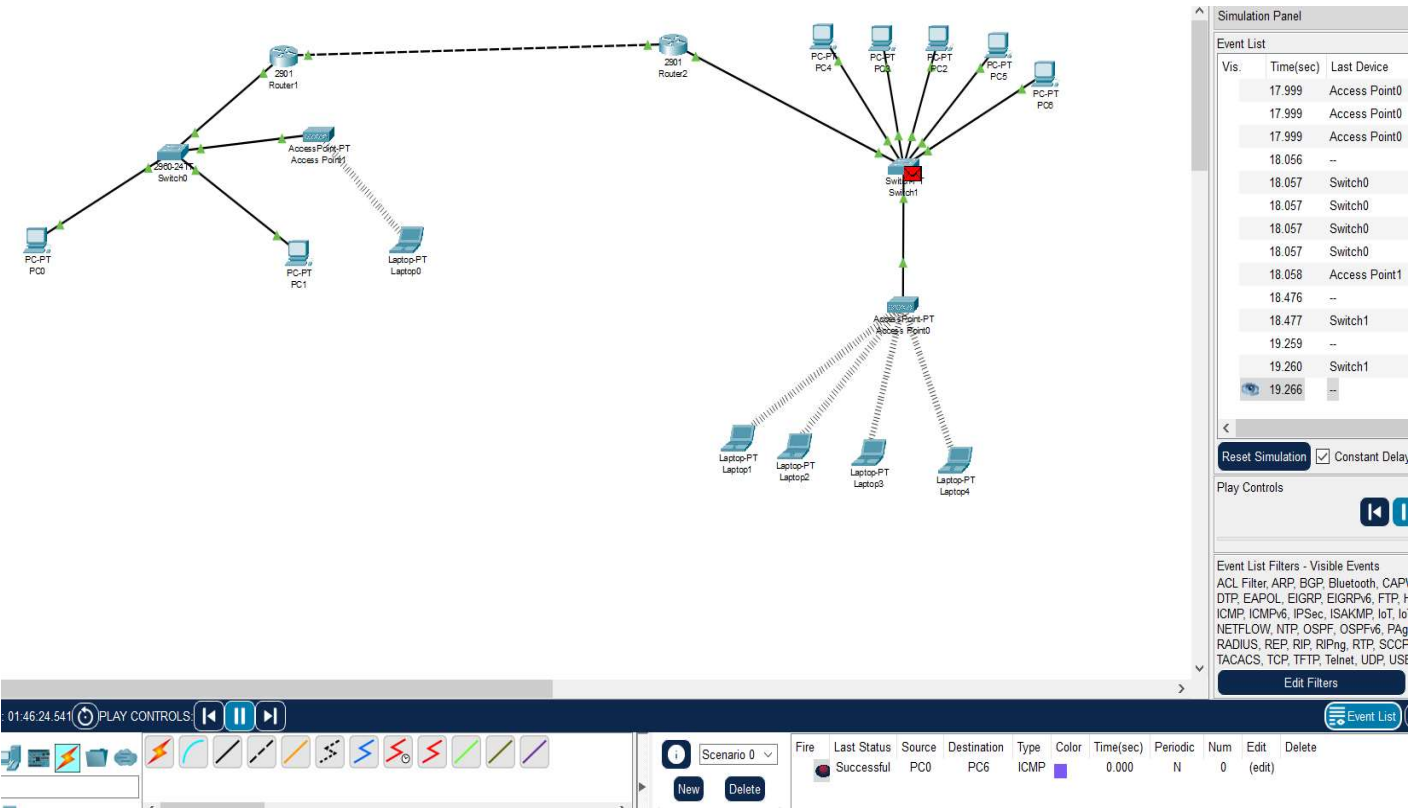 2901
Router1
2901
Router2
PC-PT
PC4
PC-PT
PC3
PC-PT
PC2
PC-PT
PC5
PC-PT
PC6
2960-24TT
Switch0
AccessPoint-PT
Access Point1
PC-PT
PC0
PC-PT
PC1
Laptop-PT
Laptop0
Switch-PT
Switch1
AccessPoint-PT
Access Point0
Laptop-PT
Laptop1
Laptop-PT
Laptop2
Laptop-PT
Laptop3
Laptop-PT
Laptop4
Simulation Panel
Event List
Vis. Time(sec) Last Device
17.999 Access Point0
17.999 Access Point0
17.999 Access Point0
18.056 --
18.057 Switch0
18.057 Switch0
18.057 Switch0
18.057 Switch0
18.058 Access Point1
18.476 --
18.477 Switch1
19.259 --
19.260 Switch1
19.266 --
Reset Simulation Constant Delay
Play Controls
Event List Filters - Visible Events
ACL Filter, ARP, BGP, Bluetooth,
DTP, EAPOL, EIGRP, EIGRPv6, FTP,
ICMP, ICMPv6, IPSec, ISAKMP, IoT,
NETFLOW, NTP, OSPF, OSPFv6,
RADIUS, REP, RIP, RIPng, RTP, SCCP
TACACS, TCP, TFTP, Telnet, UDP,
Edit Filters
: 01:46:24.541 PLAY CONTROLS:
Event List
Scenario 0
New Delete
Fire Last Status Source Destination Type Color Time(sec) Periodic Num Edit Delete
Successful PC0 PC6 ICMP 0.000 N 0 (edit)